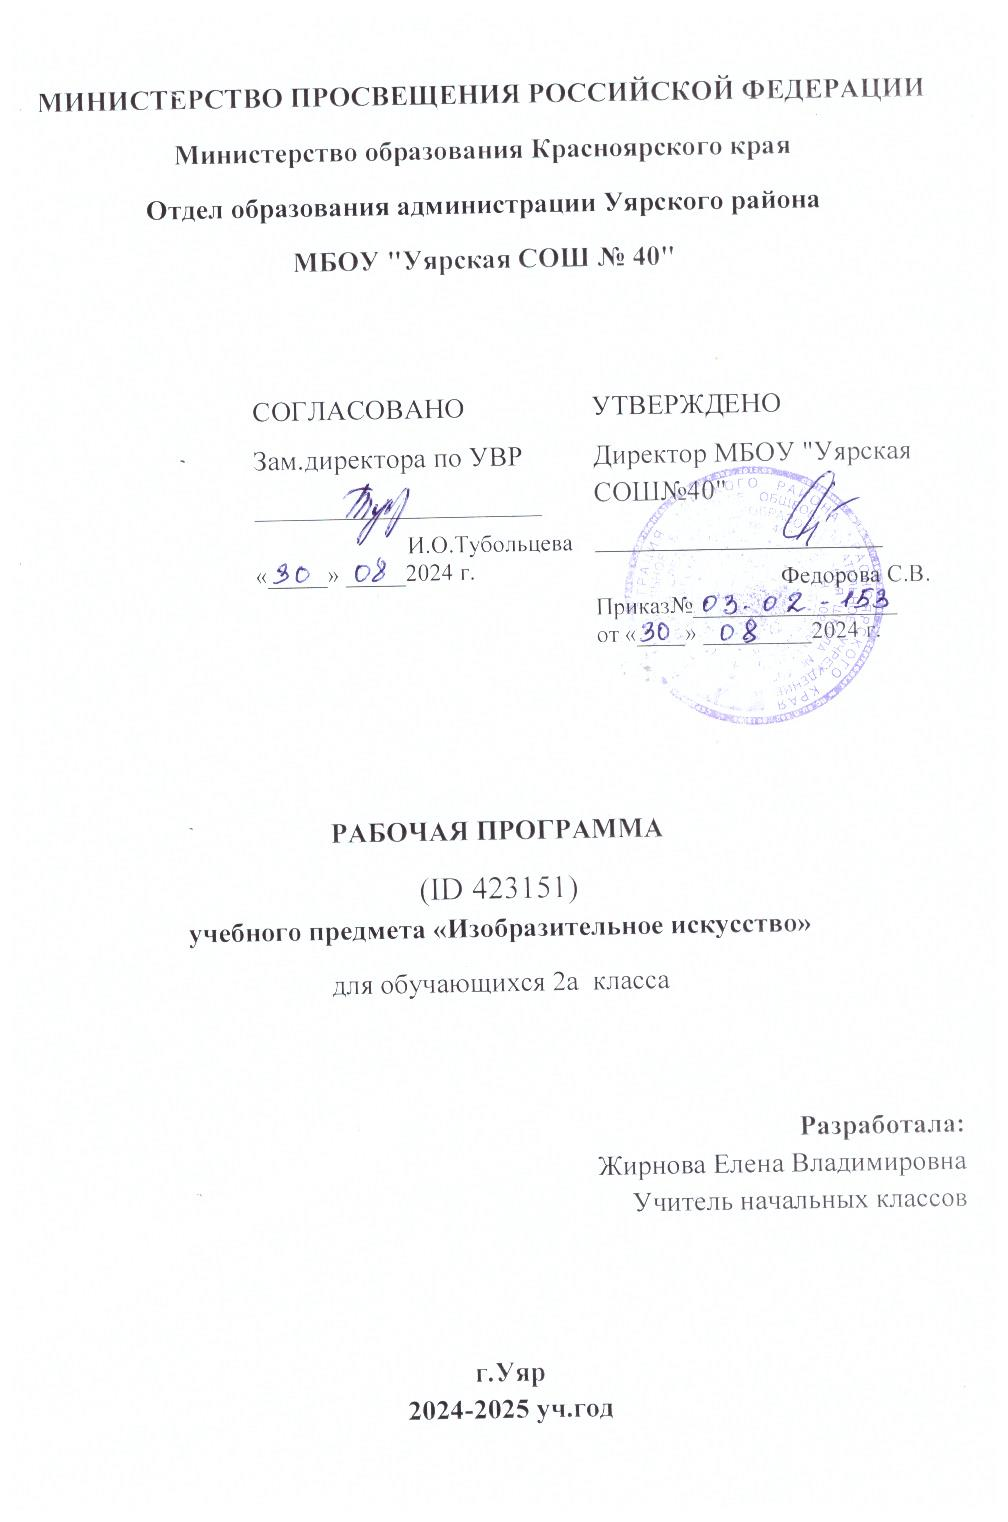 МИНИСТЕРСТВО ПРОСВЕЩЕНИЯ РОССИЙСКОЙ ФЕДЕРАЦИИ
Министерство образования Красноярского края
Отдел образования администрации Уярского района
МБОУ "Уярская СОШ № 40"
СОГЛАСОВАНО
Зам.директора по УВР
И.О.Тубольцева
«30» 08 2024 г.
УТВЕРЖДЕНО
Директор МБОУ "Уярская
СОШ№40"
Федорова С.В.
Приказ№ 03-02-153
от «30» 08 2024 г.
РАБОЧАЯ ПРОГРАММА
(ID 423151)
учебного предмета «Изобразительное искусство»
для обучающихся 2а класса
Разработала:
Жирнова Елена Владимировна
Учитель начальных классов
г.Уяр
2024-2025 уч.год